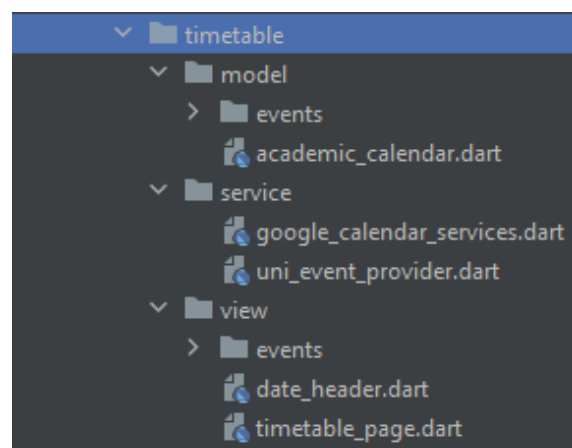 timetable
model
events
academic_calendar.dart
service
google_calendar_services.dart
uni_event_provider.dart
view
events
date_header.dart
timetable_page.dart